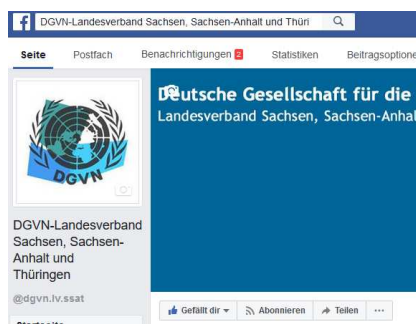 DGVN-Landesverband Sachsen, Sachsen-Anhalt und Thüri
Seite Postfach Benachrichtigungen 2 Statistiken Beitragsoptione
Deutsche Gesellschaft für die
Landesverband Sachsen, Sachsen-Anhal
DGVN
DGVN-Landesverband
Sachsen, Sachsen-
Anhalt und
Thüringen
@dgvn.lv.ssat
Gefällt dir Abonnieren Teilen ...
Startseite